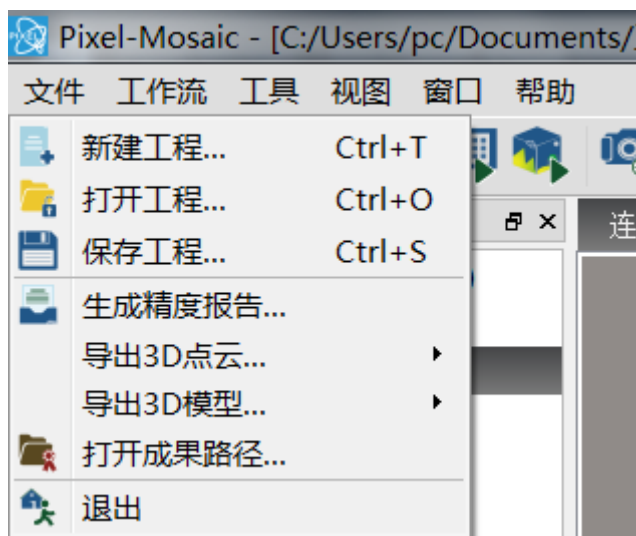 Pixel-Mosaic - [C:/Users/pc/Documents/
文件 工作流 工具 视图 窗口 帮助
新建工程... Ctrl+T
打开工程... Ctrl+O
保存工程... Ctrl+S
连
生成精度报告...
导出3D点云...
导出3D模型...
打开成果路径...
退出